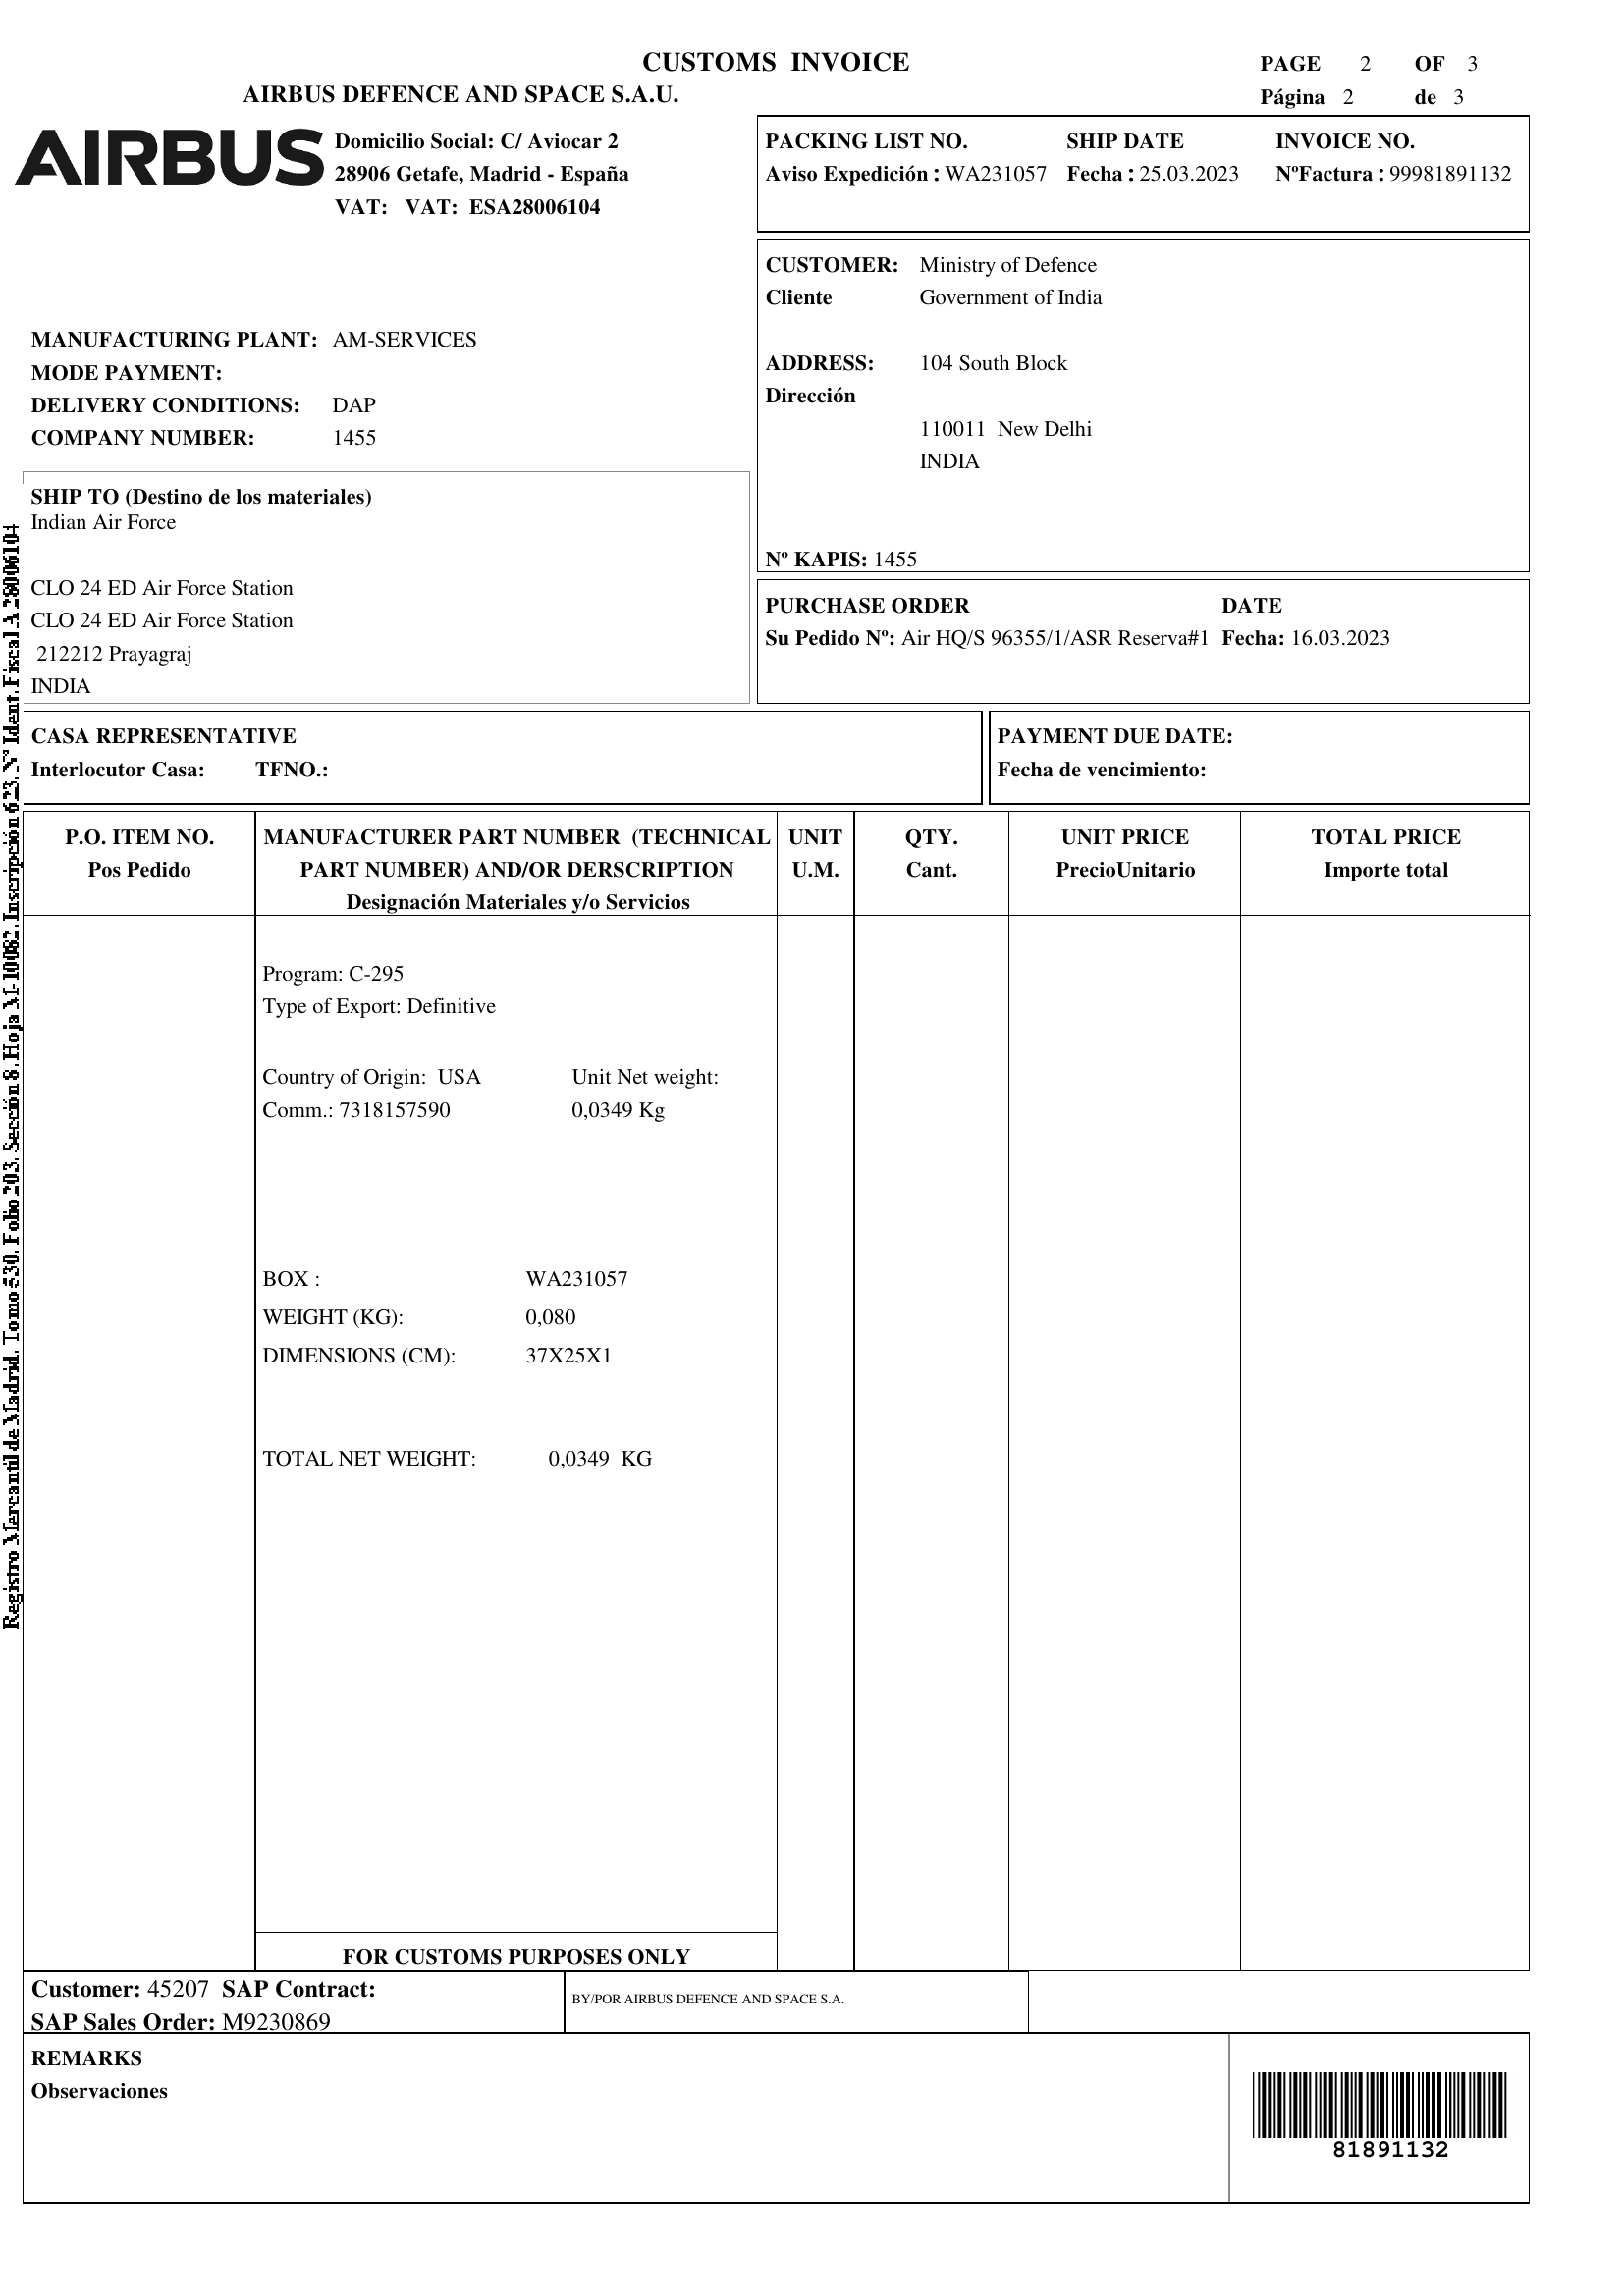 CUSTOMS INVOICE
PAGE 2 OF 3
AIRBUS DEFENCE AND SPACE S.A.U.
Página 2 de 3
AIRBUS
Domicilio Social: C/ Aviocar 2
28906 Getafe, Madrid - España
VAT: VAT: ESA28006104
PACKING LIST NO. SHIP DATE INVOICE NO.
Aviso Expedición : WA231057 Fecha : 25.03.2023 NºFactura : 99981891132
CUSTOMER: Ministry of Defence
Cliente Government of India
ADDRESS: 104 South Block
Dirección
110011 New Delhi
INDIA
Nº KAPIS: 1455
MANUFACTURING PLANT: AM-SERVICES
MODE PAYMENT:
DELIVERY CONDITIONS: DAP
COMPANY NUMBER: 1455
SHIP TO (Destino de los materiales)
Indian Air Force
CLO 24 ED Air Force Station
CLO 24 ED Air Force Station
212212 Prayagraj
INDIA
PURCHASE ORDER DATE
Su Pedido Nº: Air HQ/S 96355/1/ASR Reserva#1 Fecha: 16.03.2023
CASA REPRESENTATIVE
Interlocutor Casa: TFNO.:
PAYMENT DUE DATE:
Fecha de vencimiento:
P.O. ITEM NO.
Pos Pedido
MANUFACTURER PART NUMBER (TECHNICAL
PART NUMBER) AND/OR DERSCRIPTION
Designación Materiales y/o Servicios
UNIT
U.M.
QTY.
Cant.
UNIT PRICE
PrecioUnitario
TOTAL PRICE
Importe total
Program: C-295
Type of Export: Definitive
Country of Origin: USA Unit Net weight:
Comm.: 7318157590 0,0349 Kg
BOX : WA231057
WEIGHT (KG): 0,080
DIMENSIONS (CM): 37X25X1
TOTAL NET WEIGHT: 0,0349 KG
FOR CUSTOMS PURPOSES ONLY
Customer: 45207 SAP Contract:
SAP Sales Order: M9230869
BY/POR AIRBUS DEFENCE AND SPACE S.A.
REMARKS
Observaciones
81891132
Registro Mercantil de Madrid, Tomo 530, Folio 203, Sección 8, Hoja M-10082, Inscripción 623, Nº Ident. Fiscal A 28006104